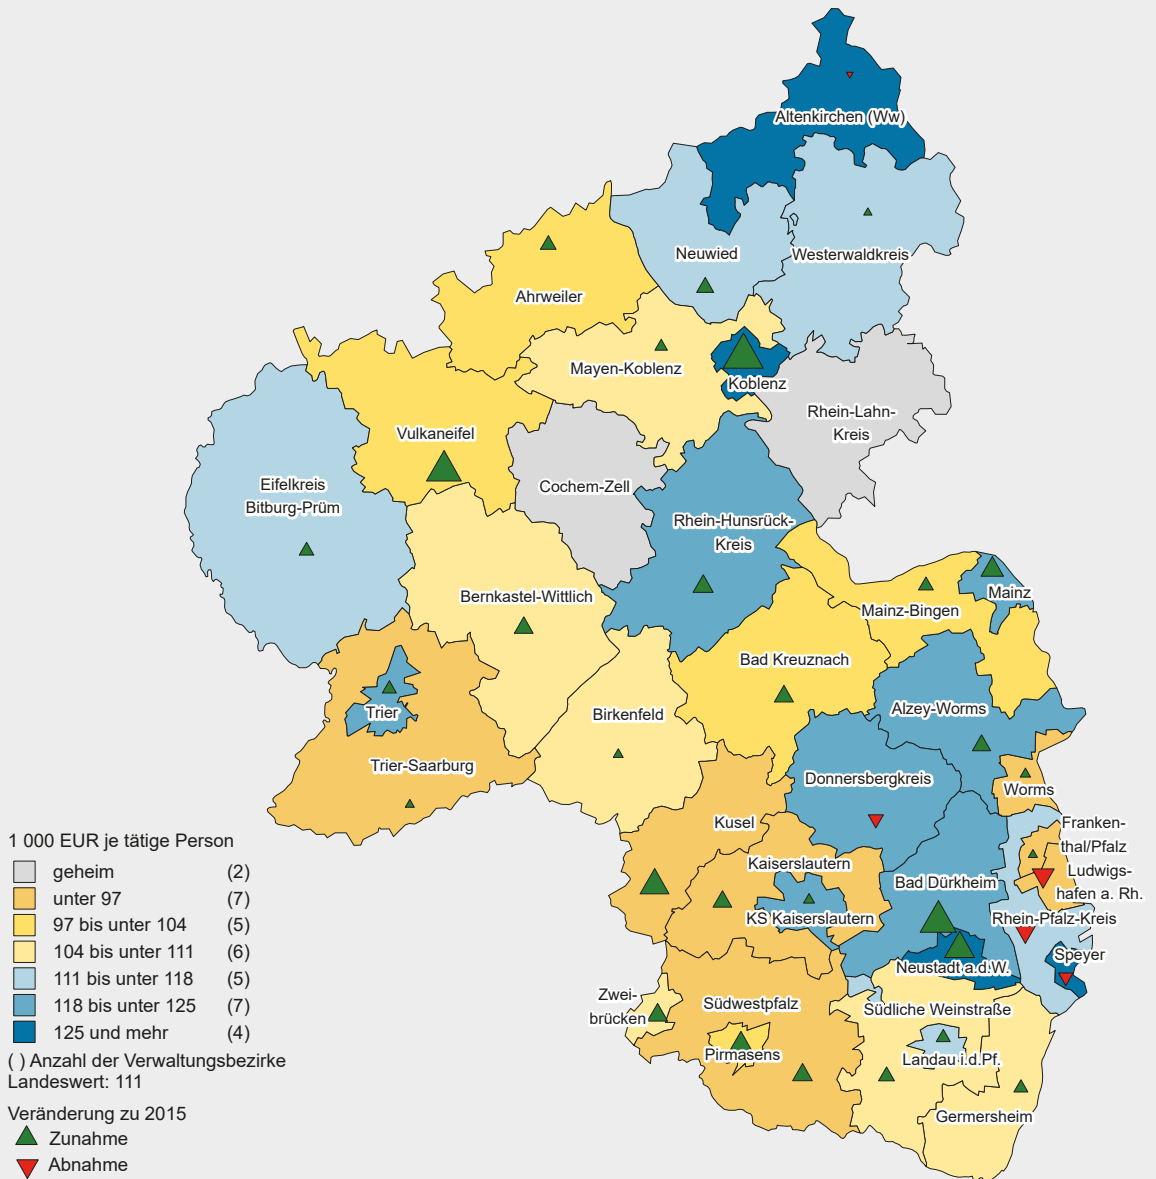 Altenkirchen (Ww)
Neuwied
Westerwaldkreis
Ahrweiler
Mayen-Koblenz
Koblenz
Rhein-Lahn-
Kreis
Vulkaneifel
Cochem-Zell
Eifelkreis
Bitburg-Prüm
Rhein-Hunsrück-
Kreis
Bernkastel-Wittlich
Mainz
Mainz-Bingen
Bad Kreuznach
Birkenfeld
Alzey-Worms
Trier
Trier-Saarburg
Donnersbergkreis
Worms
Kusel
Franken-
thal/Pfalz
Kaiserslautern
Ludwigs-
hafen a. Rh.
Bad Dürkheim
KS Kaiserslautern
Rhein-Pfalz-Kreis
Speyer
Neustadt a.d.W.
Zwei-
brücken
Südwestpfalz
Südliche Weinstraße
Pirmasens
Landau i.d.Pf.
Germersheim
1 000 EUR je tätige Person
geheim (2)
unter 97 (7)
97 bis unter 104 (5)
104 bis unter 111 (6)
111 bis unter 118 (5)
118 bis unter 125 (7)
125 und mehr (4)
( ) Anzahl der Verwaltungsbezirke
Landeswert: 111
Veränderung zu 2015
Zunahme
Abnahme